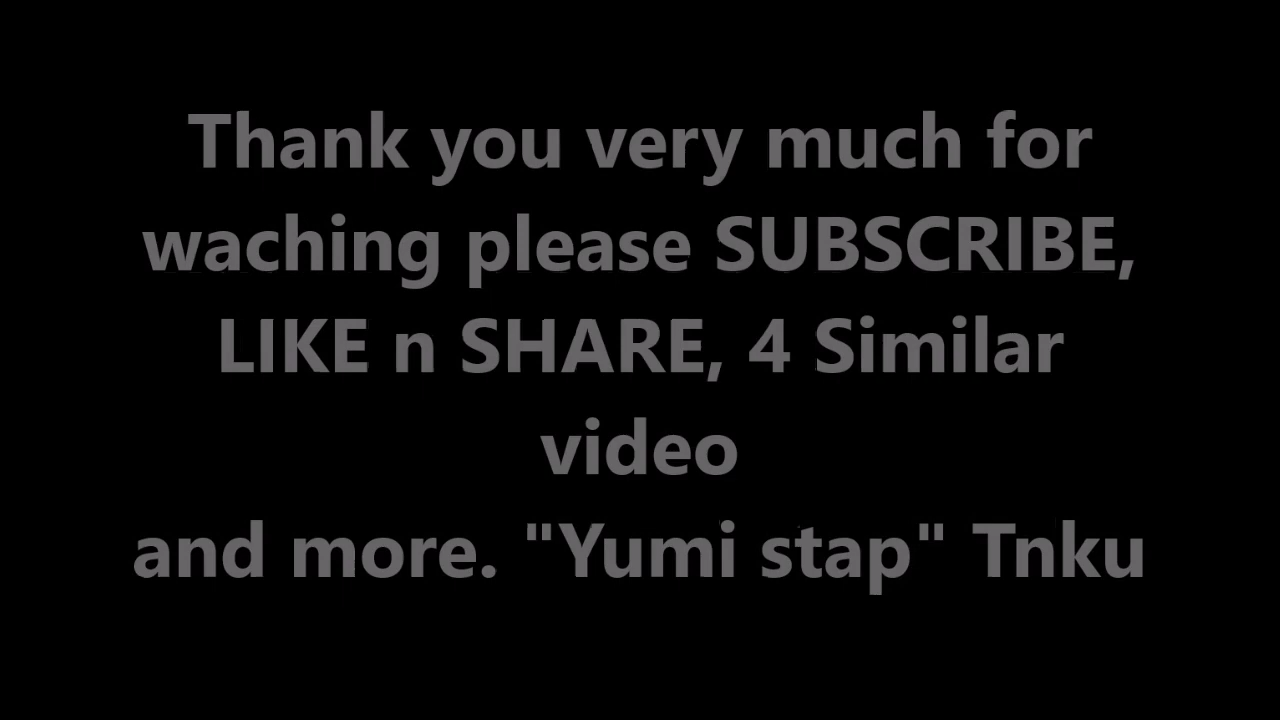 Thank you very much for
waching please SUBSCRIBE,
LIKE n SHARE, 4 Similar
video
and more. "Yumi stap" Tnku